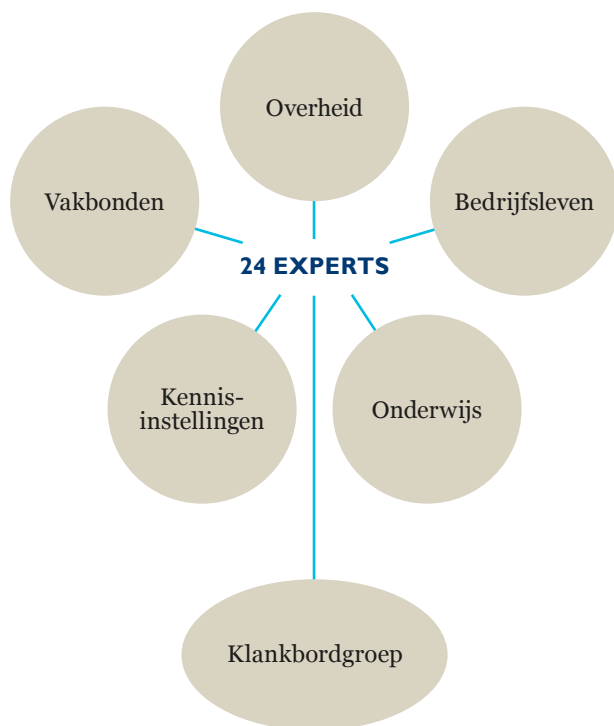 Overheid
Vakbonden
Bedrijfsleven
24 EXPERTS
Kennis-
instellingen
Onderwijs
Klankbordgroep